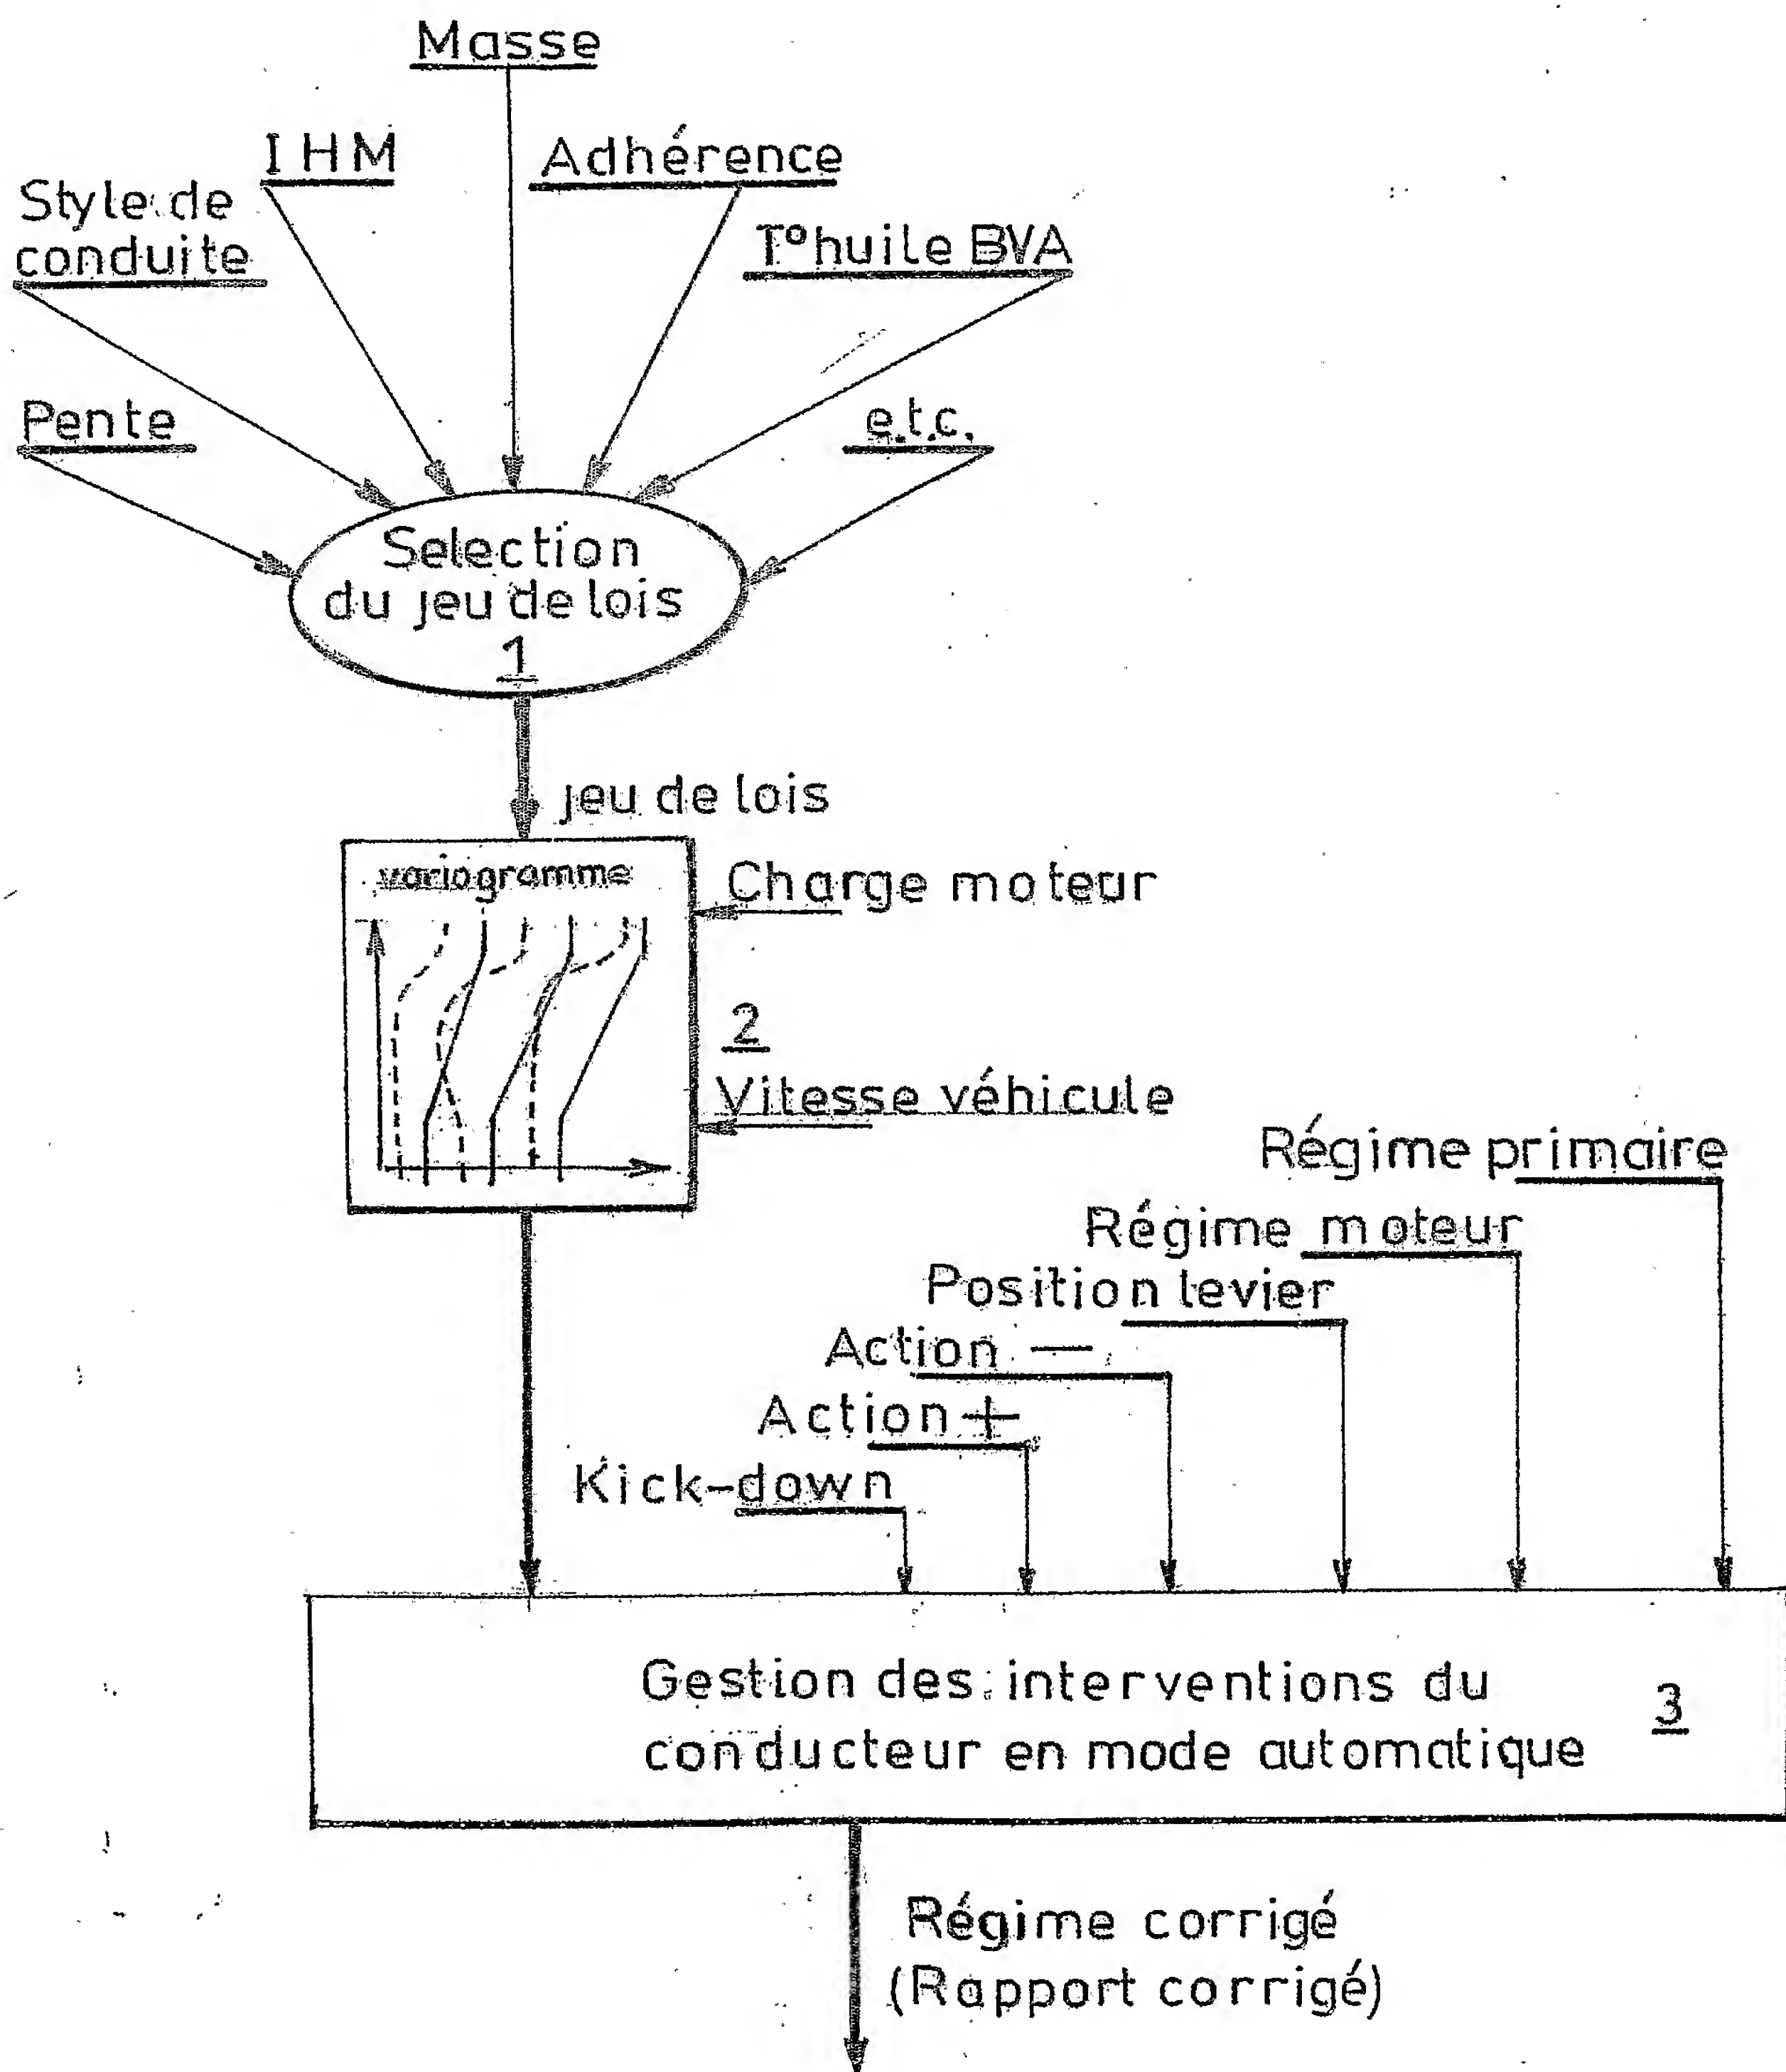 Masse
IHM
Adhérence
Style de
conduite
T°huile BVA
Pente
e.t.c.
Selection
du jeu de lois
1
jeu de lois
variogramme
Charge moteur
2
Vitesse véhicule
Régime primaire
Régime moteur
Position levier
Action —
Action +
Kick-down
Gestion des interventions du
conducteur en mode automatique
3
Régime corrigé
(Rapport corrigé)